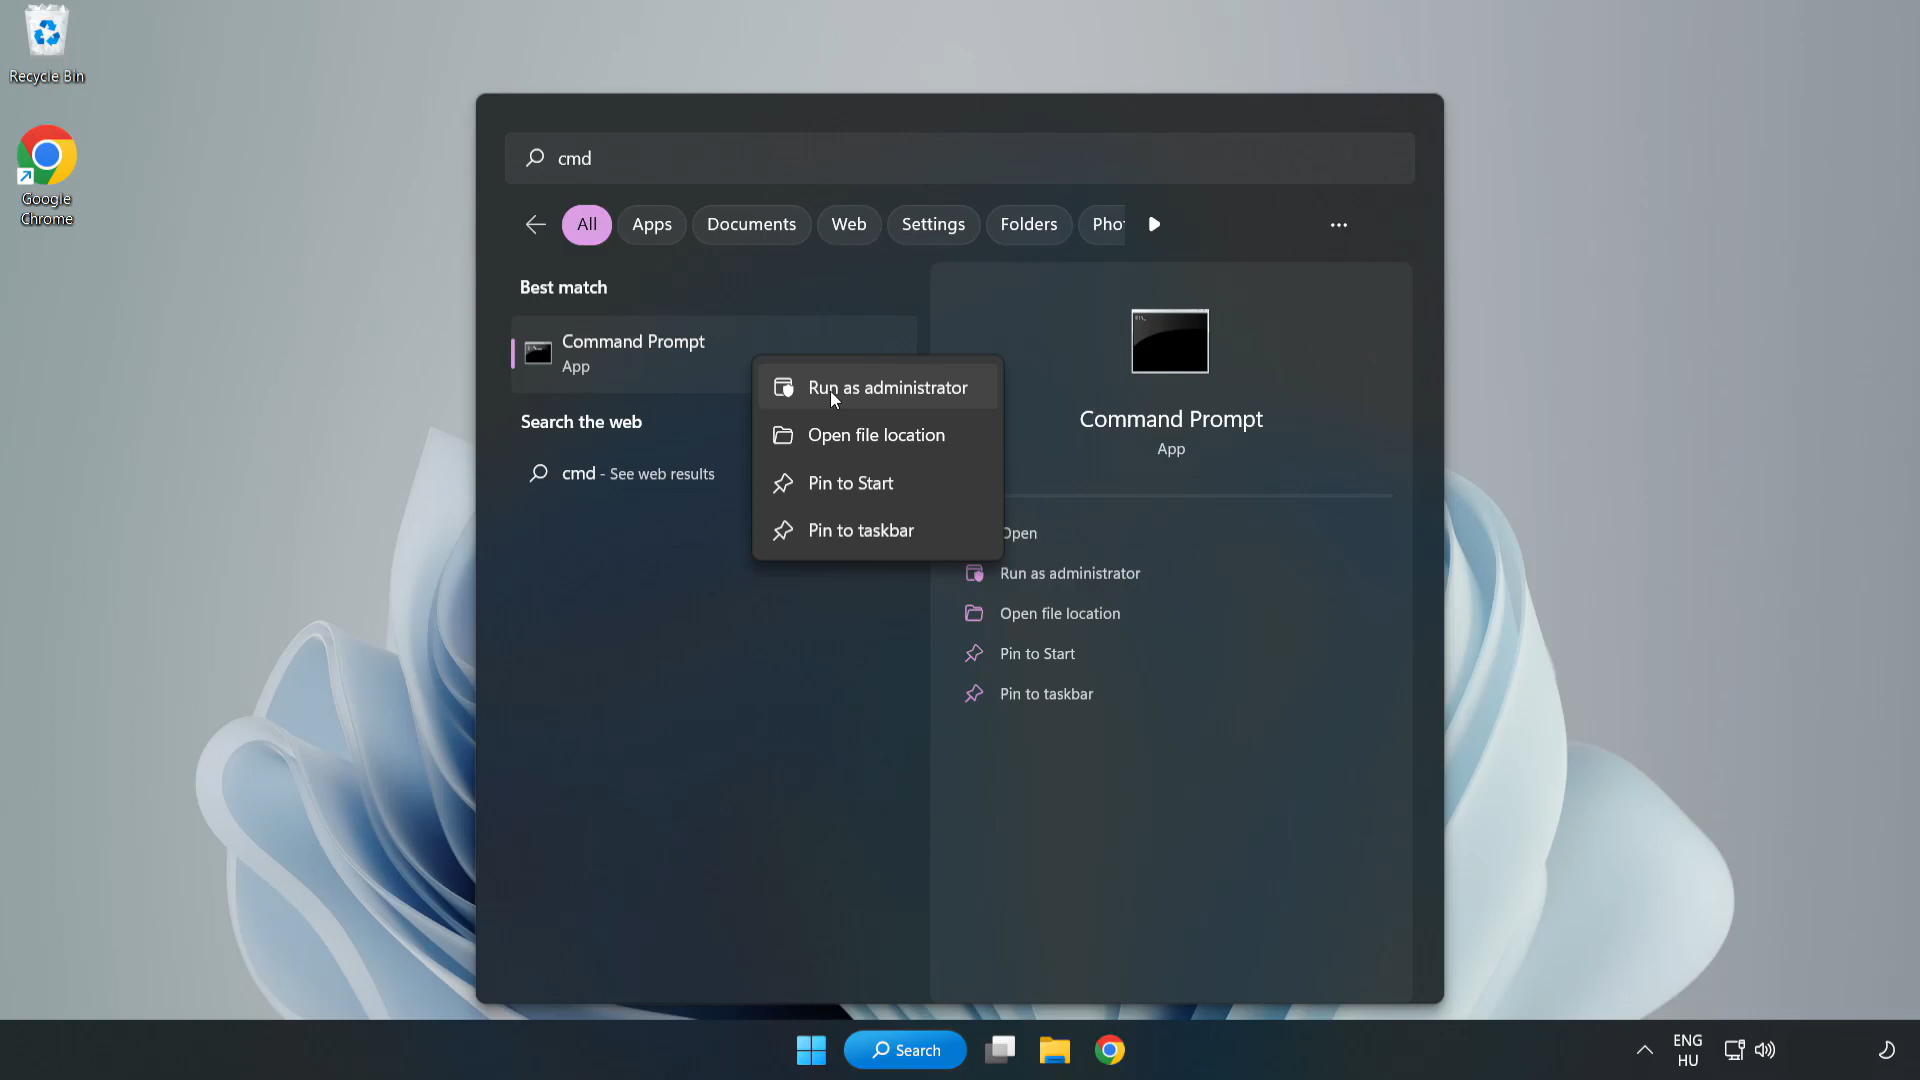 Recycle Bin
Google
Chrome
cmd
All
Apps
Documents
Web
Settings
Folders
Pho
Best match
Command Prompt
App
Search the web
cmd - See web results
Run as administrator
Open file location
Pin to Start
Pin to taskbar
Command Prompt
App
Open
Run as administrator
Open file location
Pin to Start
Pin to taskbar
Search
ENG
HU